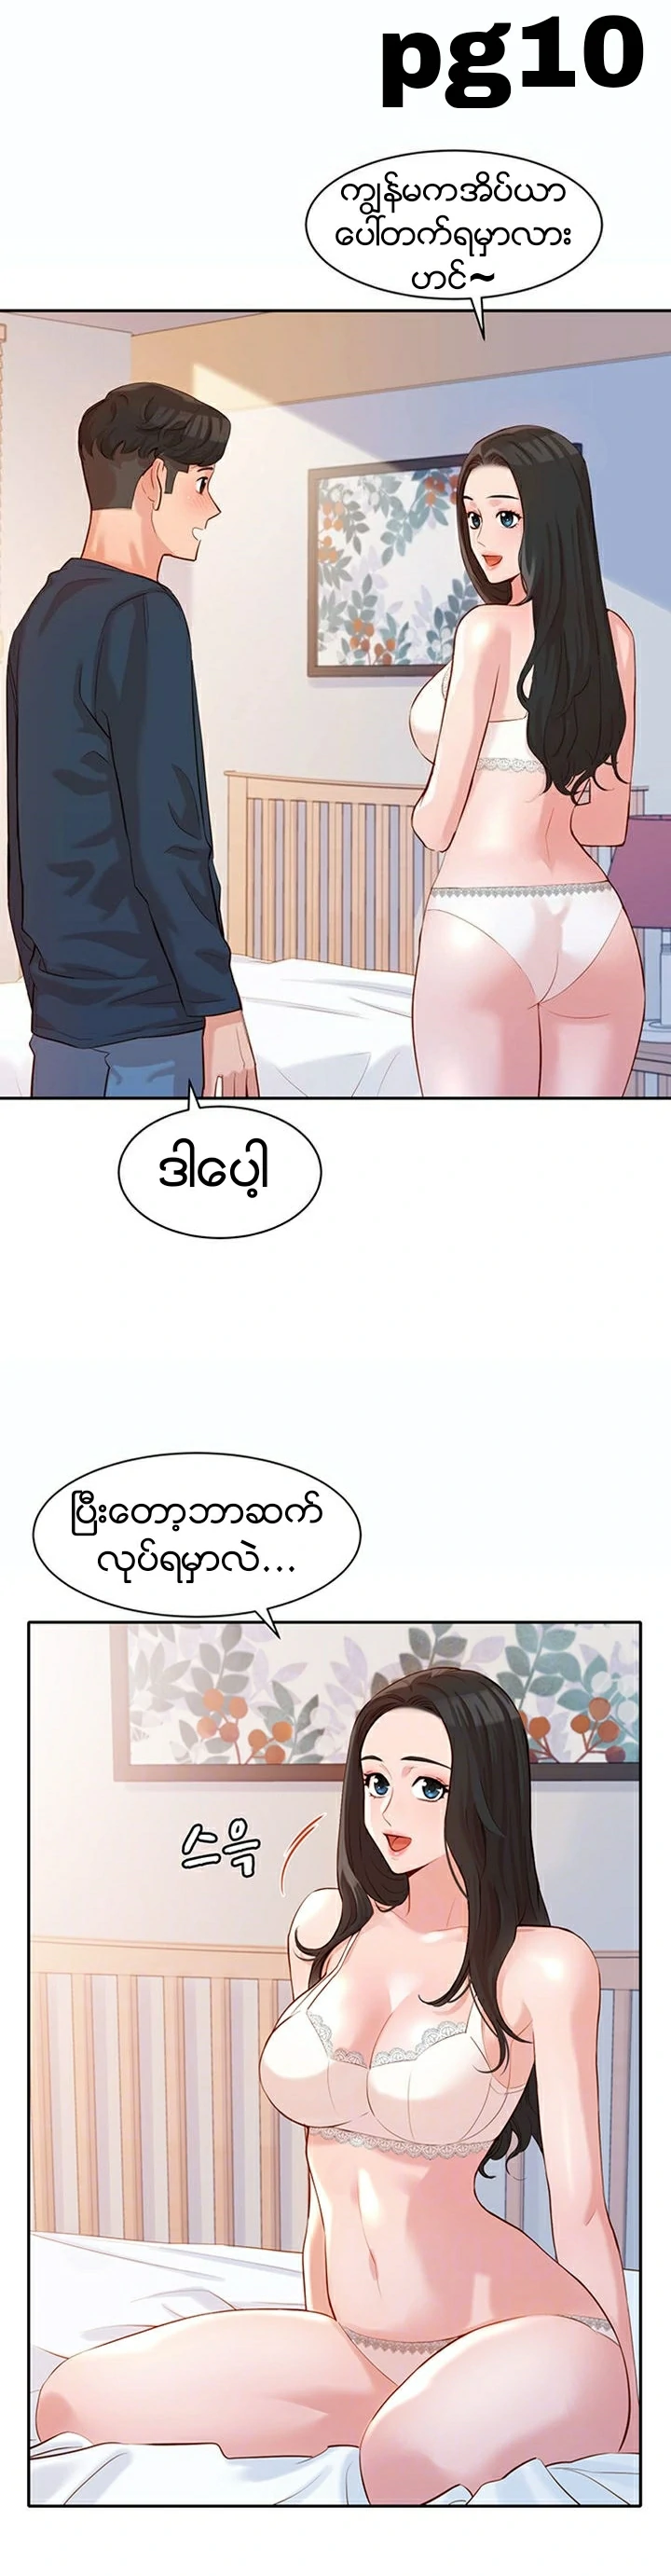 pg10
ကျွန်မကအိပ်ယာ
ပေါ်တက်ရမှာလား
ဟင်~
ဒါပေါ့
ပြီးတော့ဘာဆက်
လုပ်ရမှာလဲ...
스윽